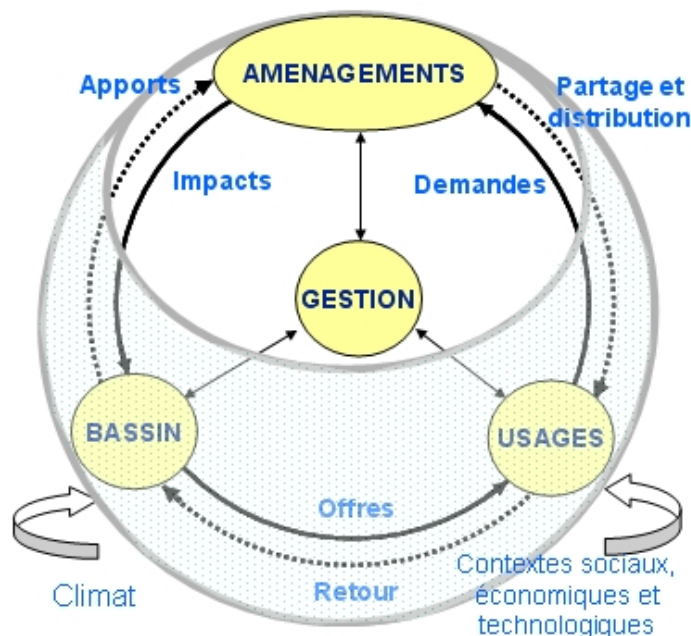 AMENAGEMENTS
Apports
Partage et
distribution
Impacts
Demandes
GESTION
BASSIN
USAGES
Offres
Retour
Climat
Contextes sociaux,
économiques et
technologiques